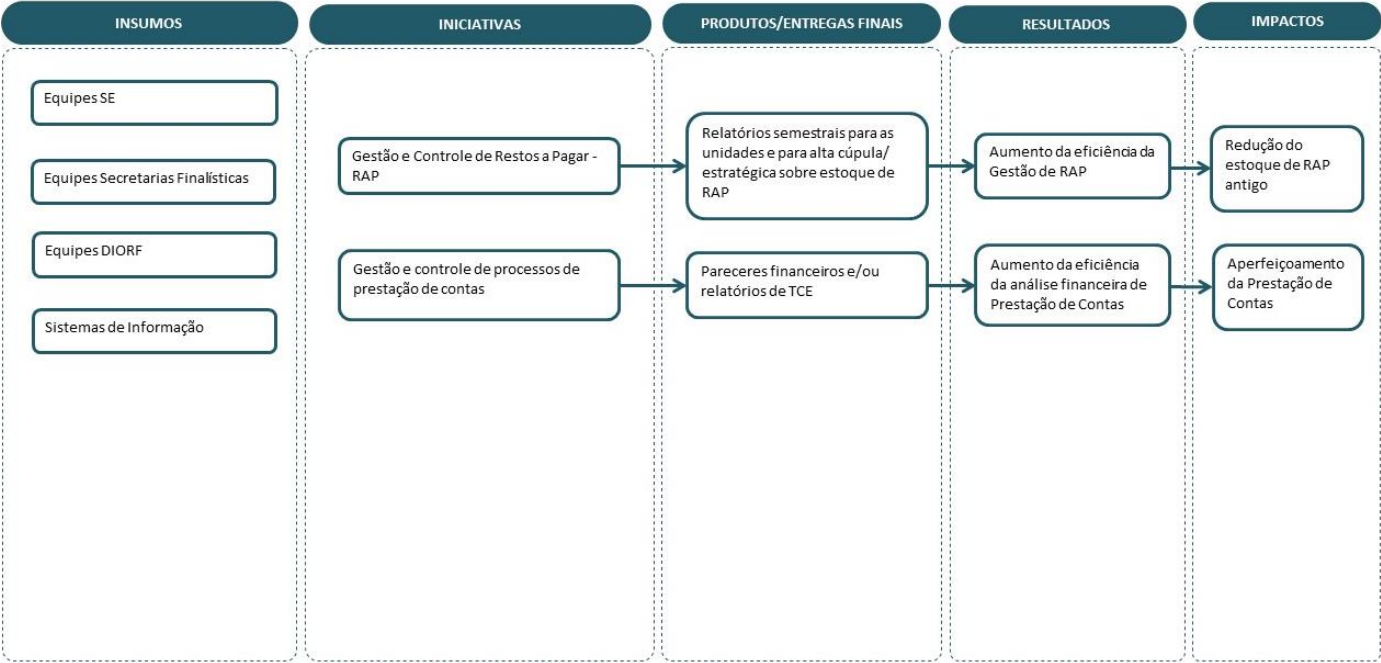 INSUMOS
Equipes SE
Equipes Secretarias Finalísticas
Equipes DIORF
Sistemas de Informação
INICIATIVAS
Gestão e Controle de Restos a Pagar -
RAP
Gestão e controle de processos de
prestação de contas
PRODUTOS/ENTREGAS FINAIS
Relatórios semestrais para as
unidades e para alta cúpula/
estratégica sobre estoque de
RAP
Pareceres financeiros e/ou
relatórios de TCE
RESULTADOS
Aumento da eficiência da
Gestão de RAP
Aumento da eficiência
da análise financeira de
Prestação de Contas
IMPACTOS
Redução do
estoque de RAP
antigo
Aperfeiçoamento
da Prestação de
Contas